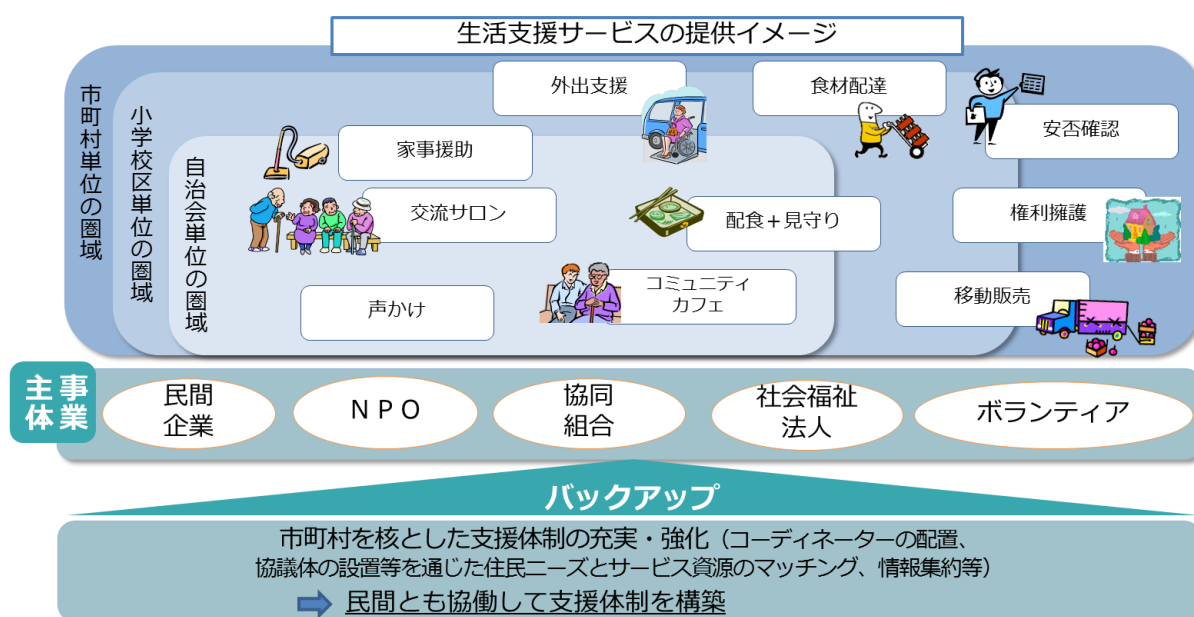 生活支援サービスの提供イメージ
市町村単位の圏域
小学校区単位の圏域
自治会単位の圏域
外出支援
食材配達
安否確認
家事援助
交流サロン
配食＋見守り
権利擁護
声かけ
コミュニティ
カフェ
移動販売
事業
主体
民間
企業
ＮＰＯ
協同
組合
社会福祉
法人
ボランティア
バックアップ
市町村を核とした支援体制の充実・強化（コーディネーターの配置、
協議体の設置等を通じた住民ニーズとサービス資源のマッチング、情報集約等）
民間とも協働して支援体制を構築